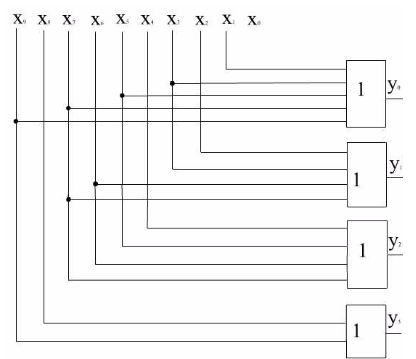 x₉ x₈ x₇ x₆ x₅ x₄ x₃ x₂ x₁ x₀
1 y₀
1 y₁
1 y₂
1 y₃